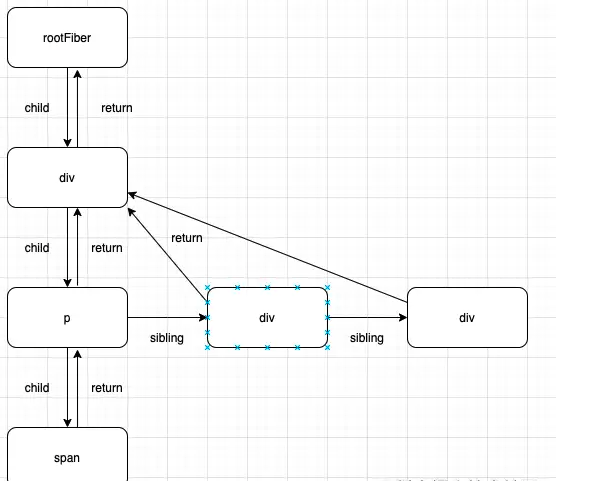 rootFiber
child
return
div
child
return
return
p
div
div
sibling
sibling
child
return
span